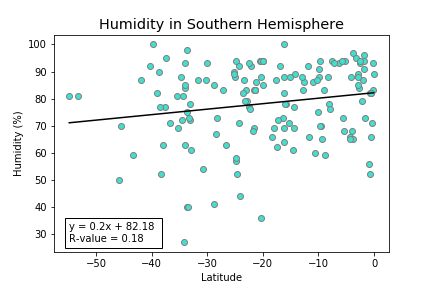 Humidity in Southern Hemisphere
Humidity (%)
100
90
80
70
60
50
40
30
y = 0.2x + 82.18
R-value = 0.18
−50 −40 −30 −20 −10 0
Latitude